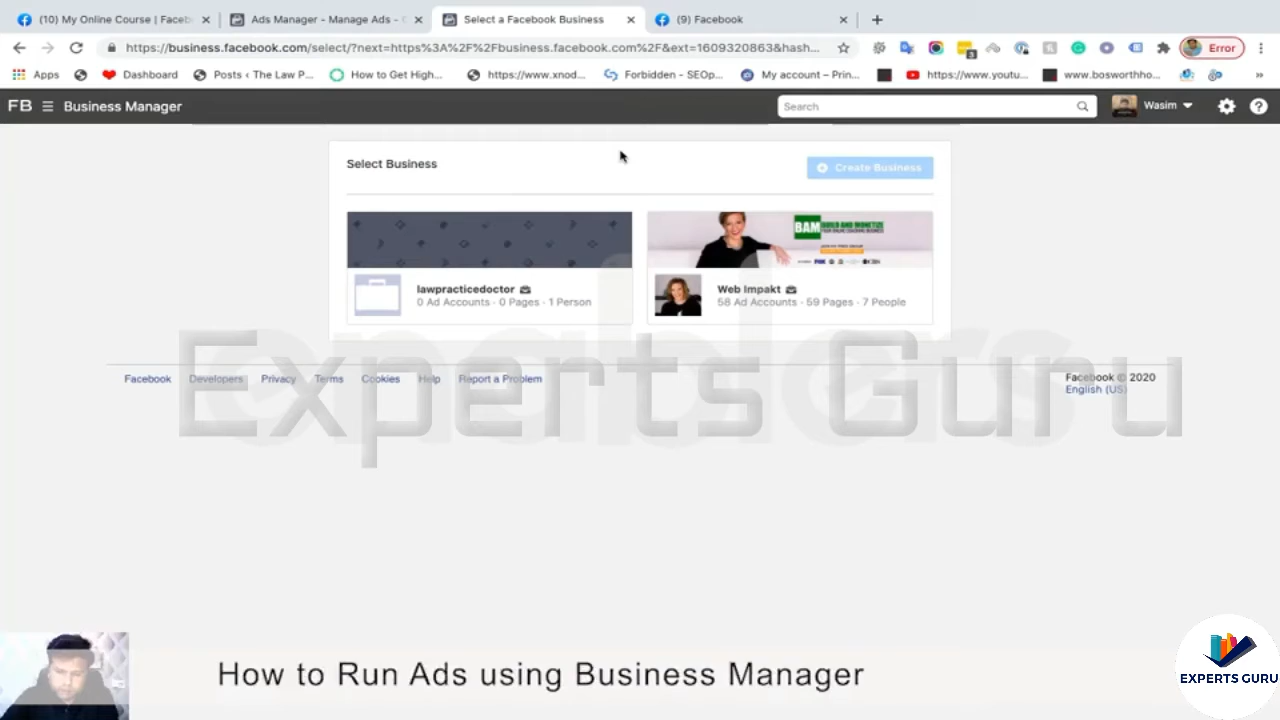 (10) My Online Course | Faceb
Ads Manager - Manage Ads - C
Select a Facebook Business
(9) Facebook
https://business.facebook.com/select/?next=https%3A%2F%2Fbusiness.facebook.com%2F&ext=1609320863&hash...
Error
Apps
Dashboard
Posts ‹ The Law P...
How to Get High...
https://www.xnod...
Forbidden - SEOp...
My account – Prin...
https://www.youtu...
www.bosworthho...
»
FB
Business Manager
Search
Wasim
Select Business
Create Business
BAM BUILD AND MONETIZE
lawpracticedoctor
0 Ad Accounts · 0 Pages · 1 Person
Web Impakt
58 Ad Accounts · 59 Pages · 7 People
Facebook Developers Privacy Terms Cookies Help Report a Problem
Facebook © 2020
English (US)
Experts Guru
How to Run Ads using Business Manager
EXPERTS GURU